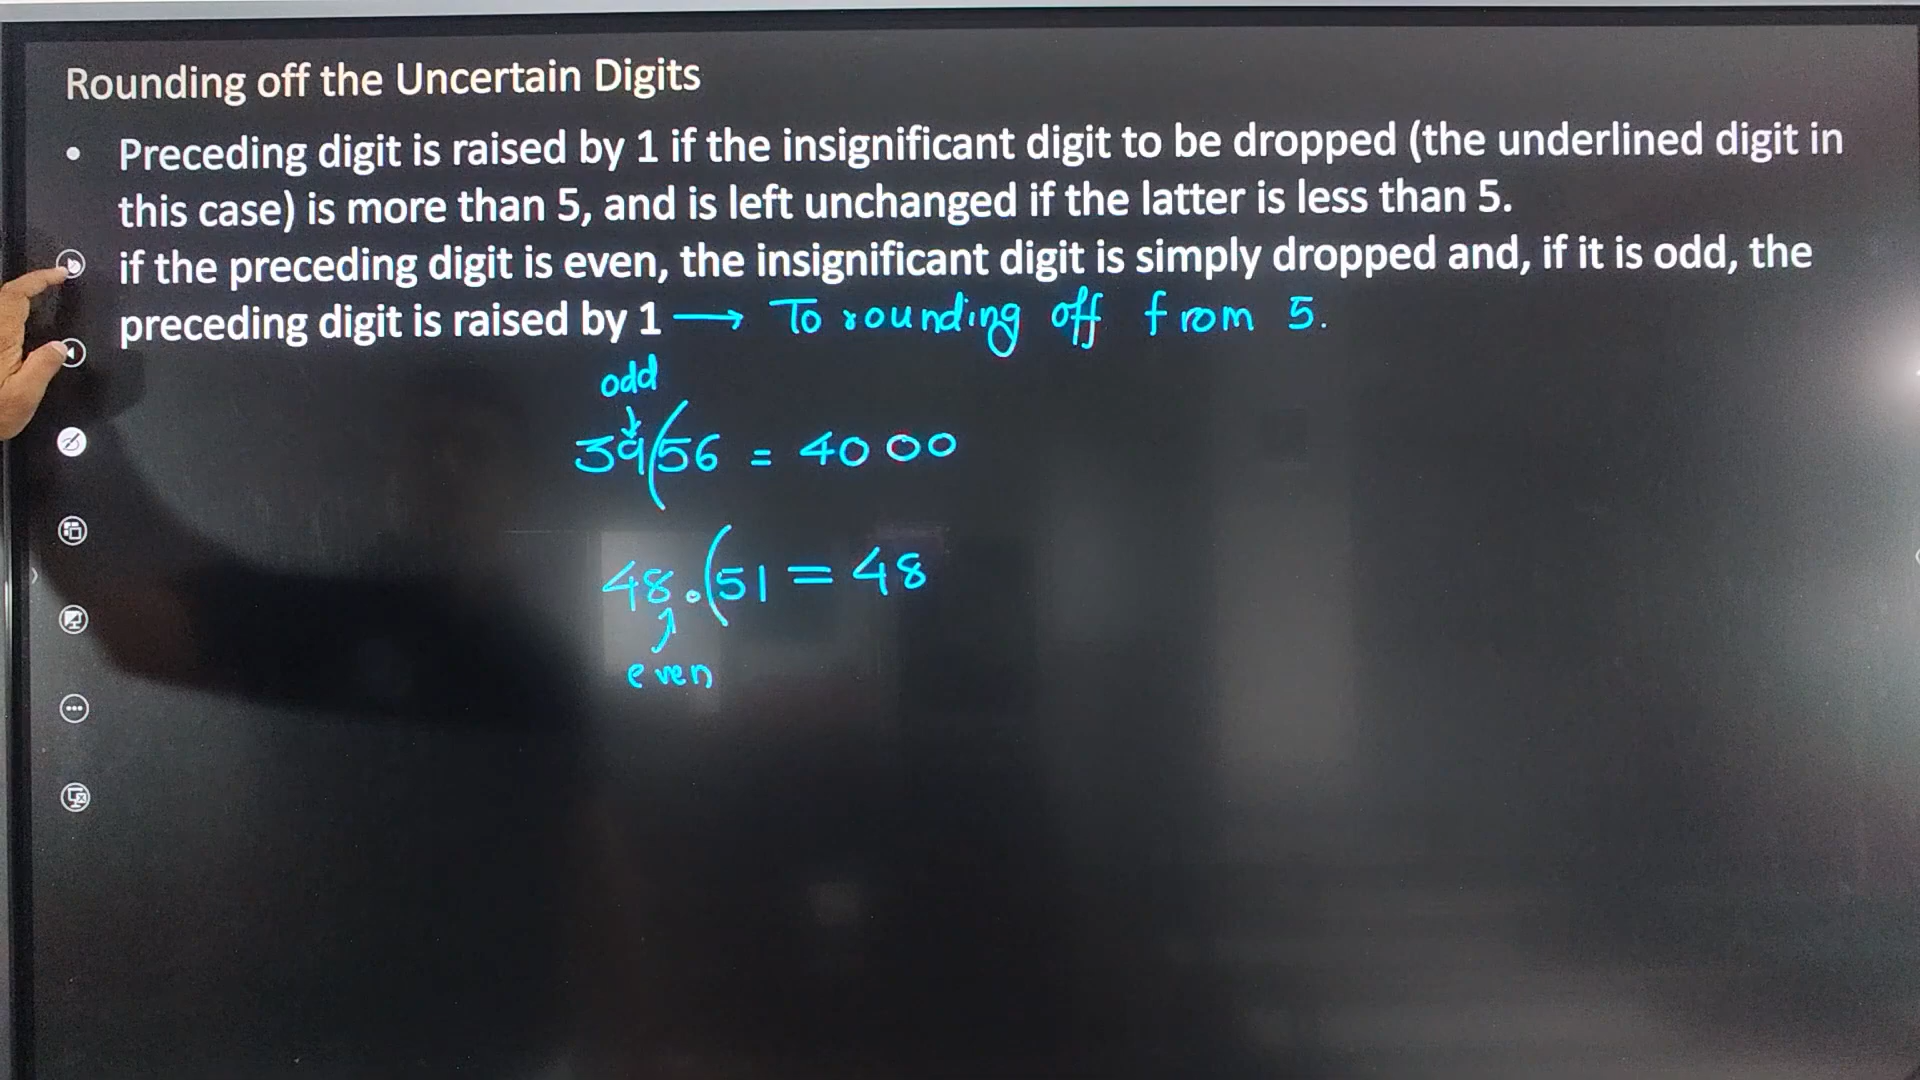 Rounding off the Uncertain Digits
• Preceding digit is raised by 1 if the insignificant digit to be dropped (the underlined digit in
this case) is more than 5, and is left unchanged if the latter is less than 5.
if the preceding digit is even, the insignificant digit is simply dropped and, if it is odd, the
preceding digit is raised by 1 → To rounding off from 5.
odd
39(56 = 4000
48.(51 = 48
even